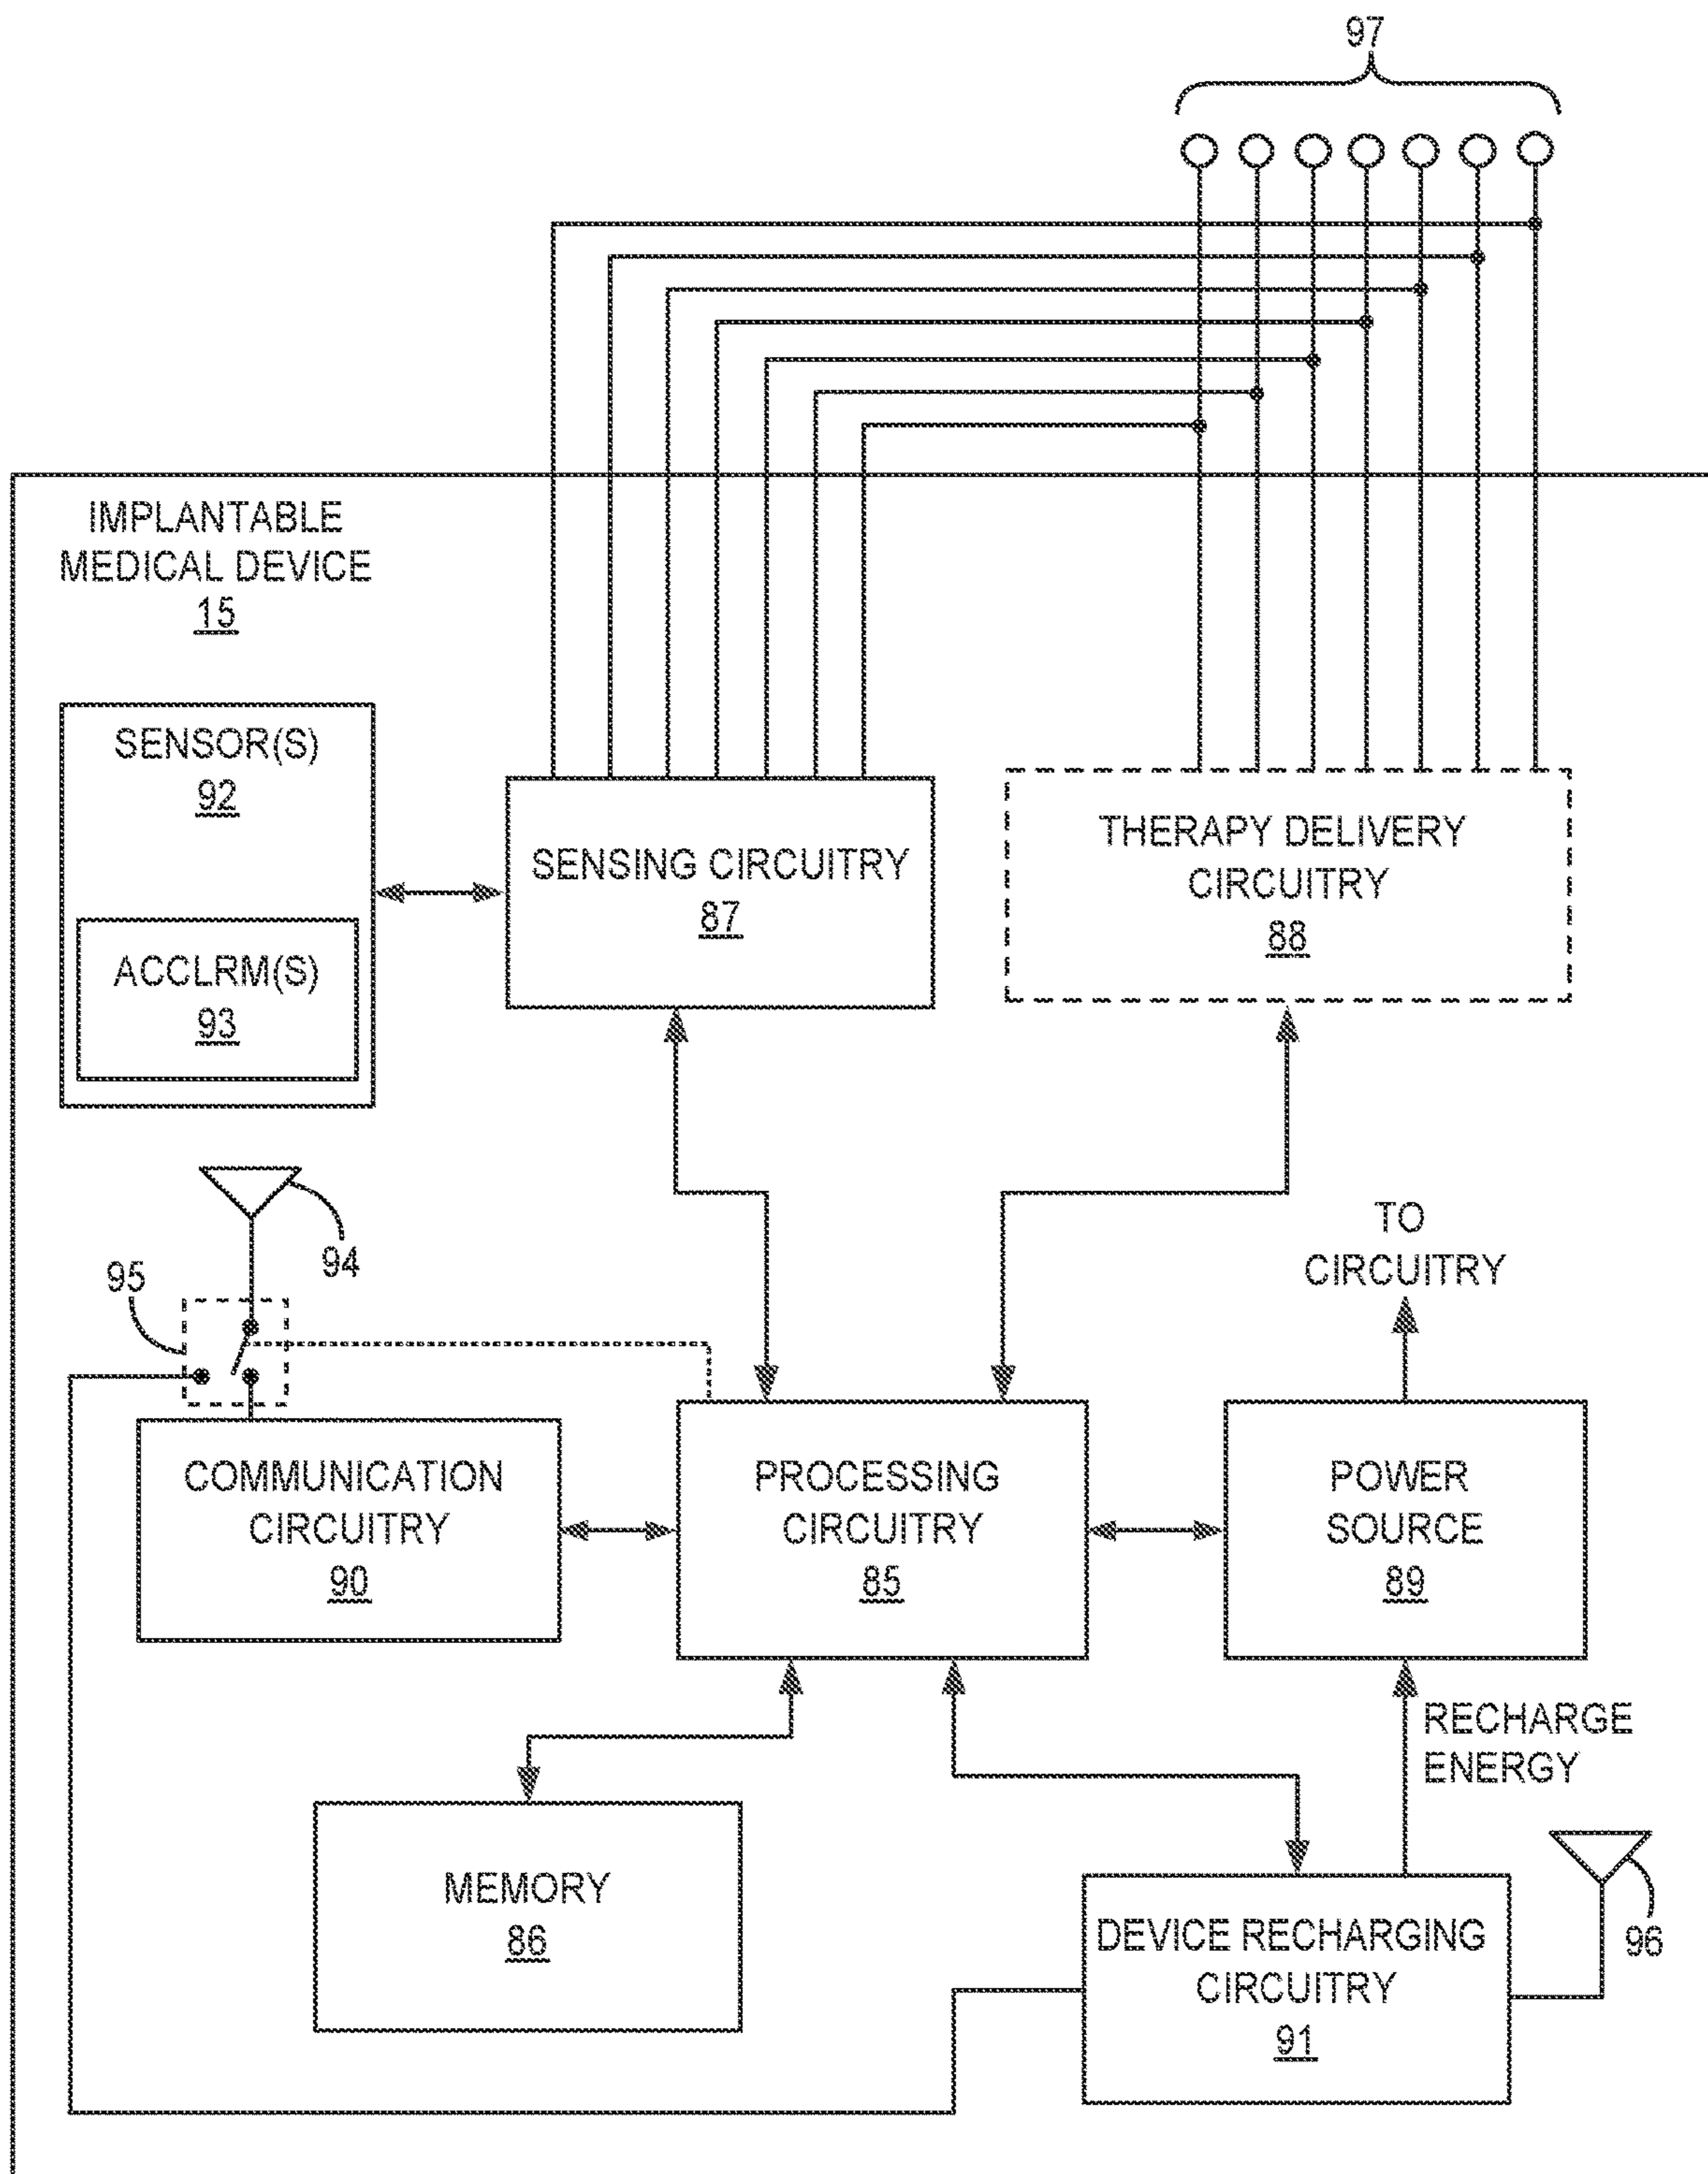 97
IMPLANTABLE
MEDICAL DEVICE
15
SENSOR(S)
92
ACCLRM(S)
93
SENSING CIRCUITRY
87
THERAPY DELIVERY
CIRCUITRY
88
94
95
TO
CIRCUITRY
COMMUNICATION
CIRCUITRY
90
PROCESSING
CIRCUITRY
85
POWER
SOURCE
89
RECHARGE
ENERGY
MEMORY
86
DEVICE RECHARGING
CIRCUITRY
91
96